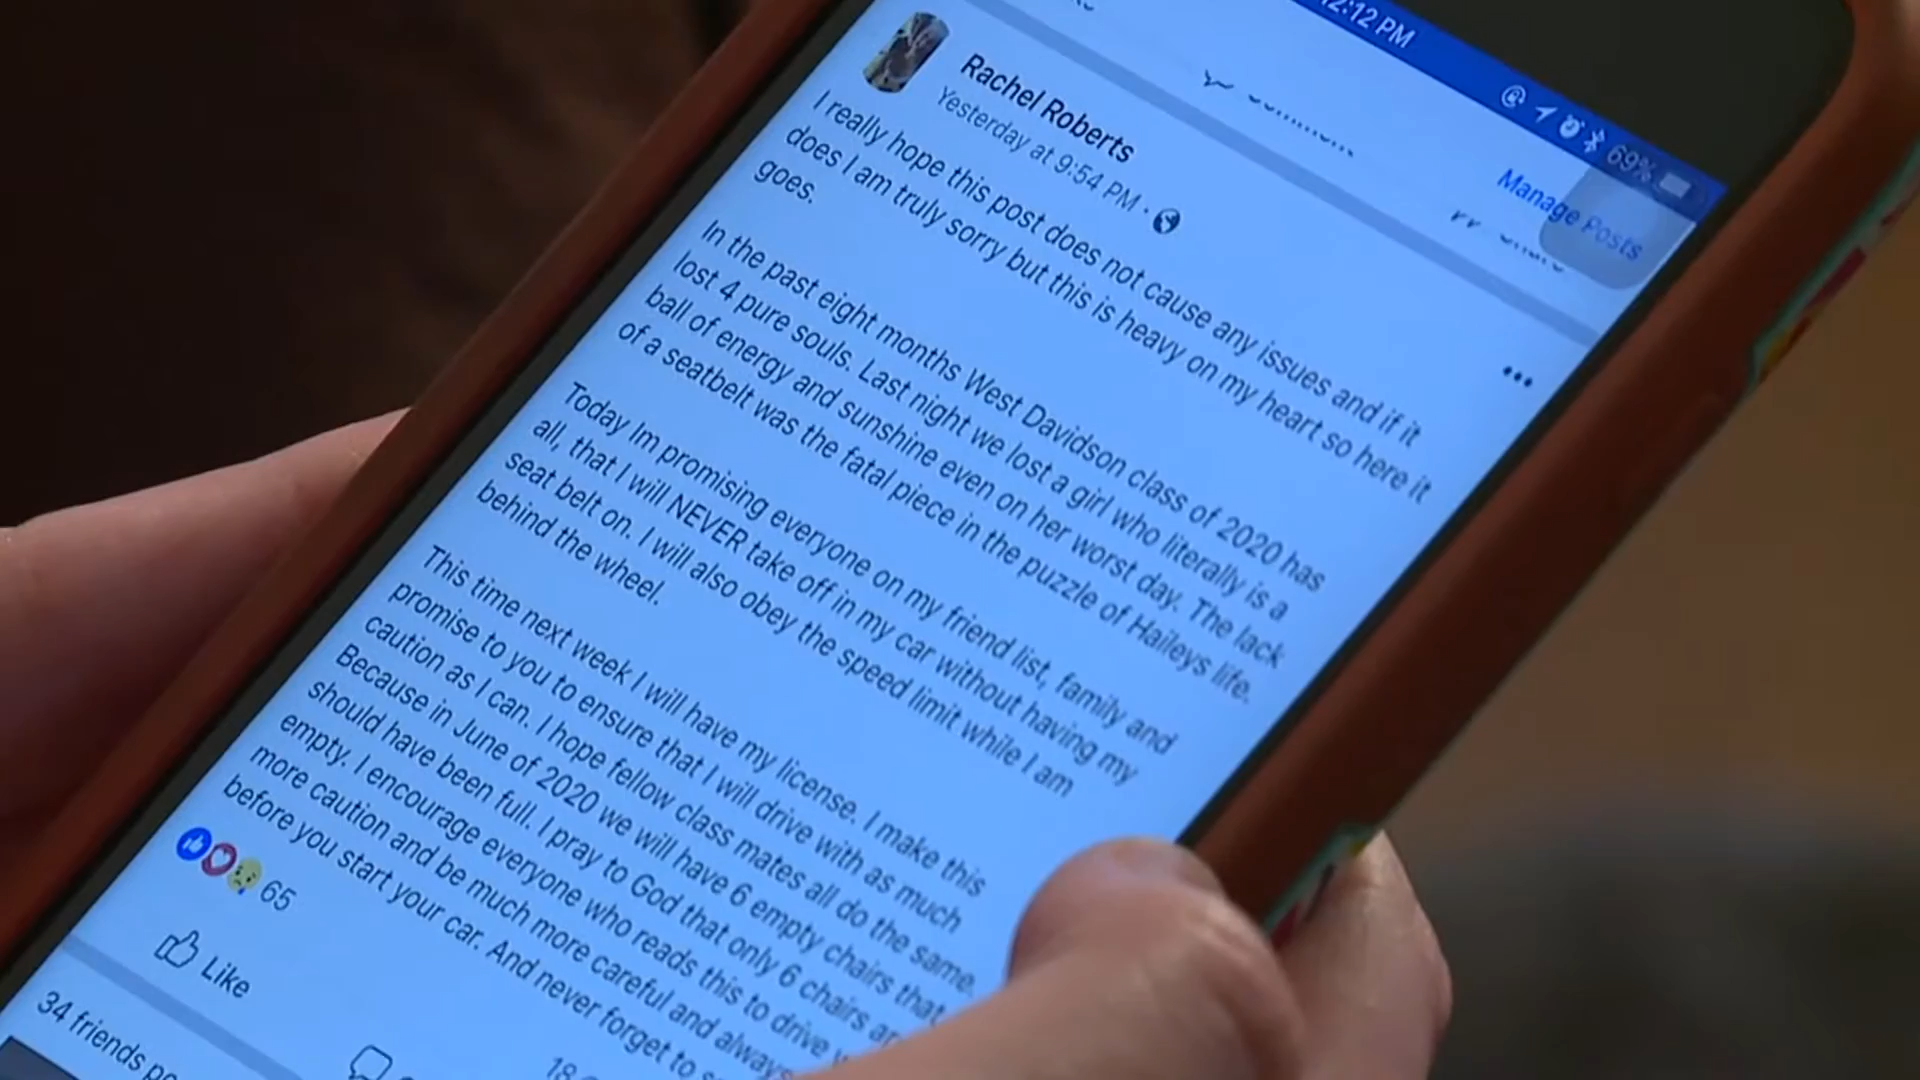 12:12 PM
69%
Manage Posts
Rachel Roberts
Yesterday at 9:54 PM ·
I really hope this post does not cause any issues and if it
does I am truly sorry but this is heavy on my heart so here it
goes.
In the past eight months West Davidson class of 2020 has
lost 4 pure souls. Last night we lost a girl who literally is a
ball of energy and sunshine even on her worst day. The lack
of a seatbelt was the fatal piece in the puzzle of Haileys life.
Today Im promising everyone on my friend list, family and
all, that I will NEVER take off in my car without having my
seat belt on. I will also obey the speed limit while I am
behind the wheel.
This time next week I will have my license. I make this
promise to you to ensure that I will drive with as much
caution as I can. I hope fellow class mates all do the same.
Because in June of 2020 we will have 6 empty chairs that
should have been full. I pray to God that only 6 chairs
empty. I encourage everyone who reads this to drive
more caution and be much more careful and always
before you start your car. And never forget to
65
Like
34 friends